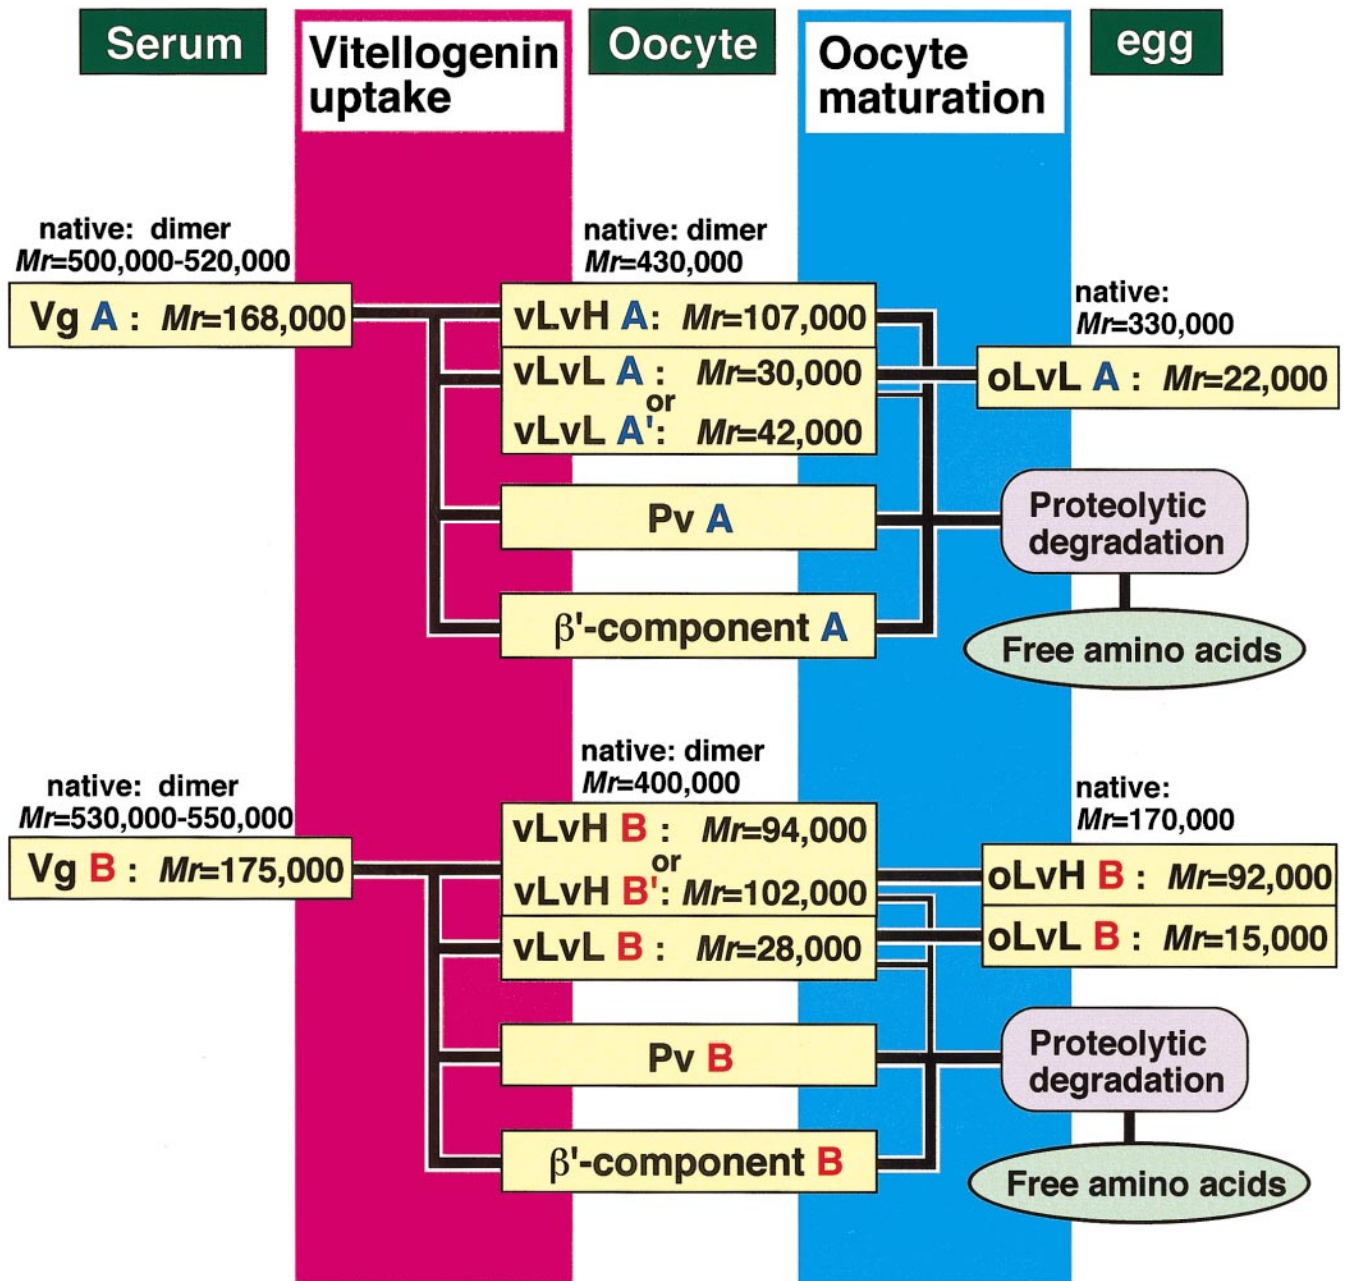 Serum
Vitellogenin
uptake
Oocyte
Oocyte
maturation
egg
native: dimer
Mr=500,000-520,000
Vg A : Mr=168,000
native: dimer
Mr=430,000
vLvH A: Mr=107,000
vLvL A : Mr=30,000
or
vLvL A': Mr=42,000
Pv A
β'-component A
native:
Mr=330,000
oLvL A : Mr=22,000
Proteolytic
degradation
Free amino acids
native: dimer
Mr=530,000-550,000
Vg B : Mr=175,000
native: dimer
Mr=400,000
vLvH B : Mr=94,000
or
vLvH B': Mr=102,000
vLvL B : Mr=28,000
Pv B
β'-component B
native:
Mr=170,000
oLvH B : Mr=92,000
oLvL B : Mr=15,000
Proteolytic
degradation
Free amino acids